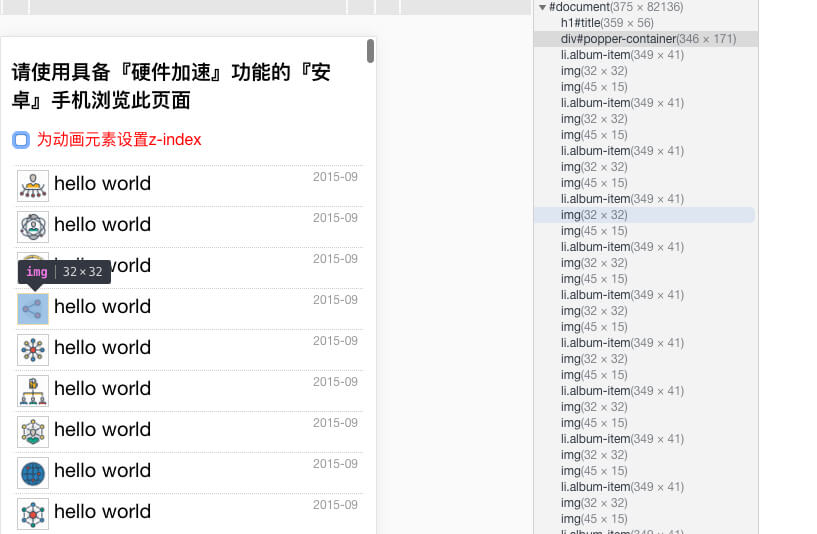 请使用具备『硬件加速』功能的『安
卓』手机浏览此页面
为动画元素设置z-index
hello world 2015-09
hello world 2015-09
hello world 2015-09
img 32 × 32
hello world 2015-09
hello world 2015-09
hello world 2015-09
hello world 2015-09
hello world 2015-09
hello world 2015-09
#document(375 × 82136)
h1#title(359 × 56)
div#popper-container(346 × 171)
li.album-item(349 × 41)
img(32 × 32)
img(45 × 15)
li.album-item(349 × 41)
img(32 × 32)
img(45 × 15)
li.album-item(349 × 41)
img(32 × 32)
img(45 × 15)
li.album-item(349 × 41)
img(32 × 32)
img(45 × 15)
li.album-item(349 × 41)
img(32 × 32)
img(45 × 15)
li.album-item(349 × 41)
img(32 × 32)
img(45 × 15)
li.album-item(349 × 41)
img(32 × 32)
img(45 × 15)
li.album-item(349 × 41)
img(32 × 32)
img(45 × 15)
li.album-item(349 × 41)
img(32 × 32)
img(45 × 15)
li.album-item(349 × 41)
img(32 × 32)
img(45 × 15)
li.album-item(349 × 41)